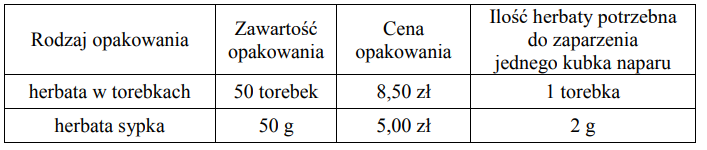 Rodzaj opakowania
Zawartość
opakowania
Cena
opakowania
Ilość herbaty potrzebna
do zaparzenia
jednego kubka naparu
herbata w torebkach
50 torebek
8,50 zł
1 torebka
herbata sypka
50 g
5,00 zł
2 g